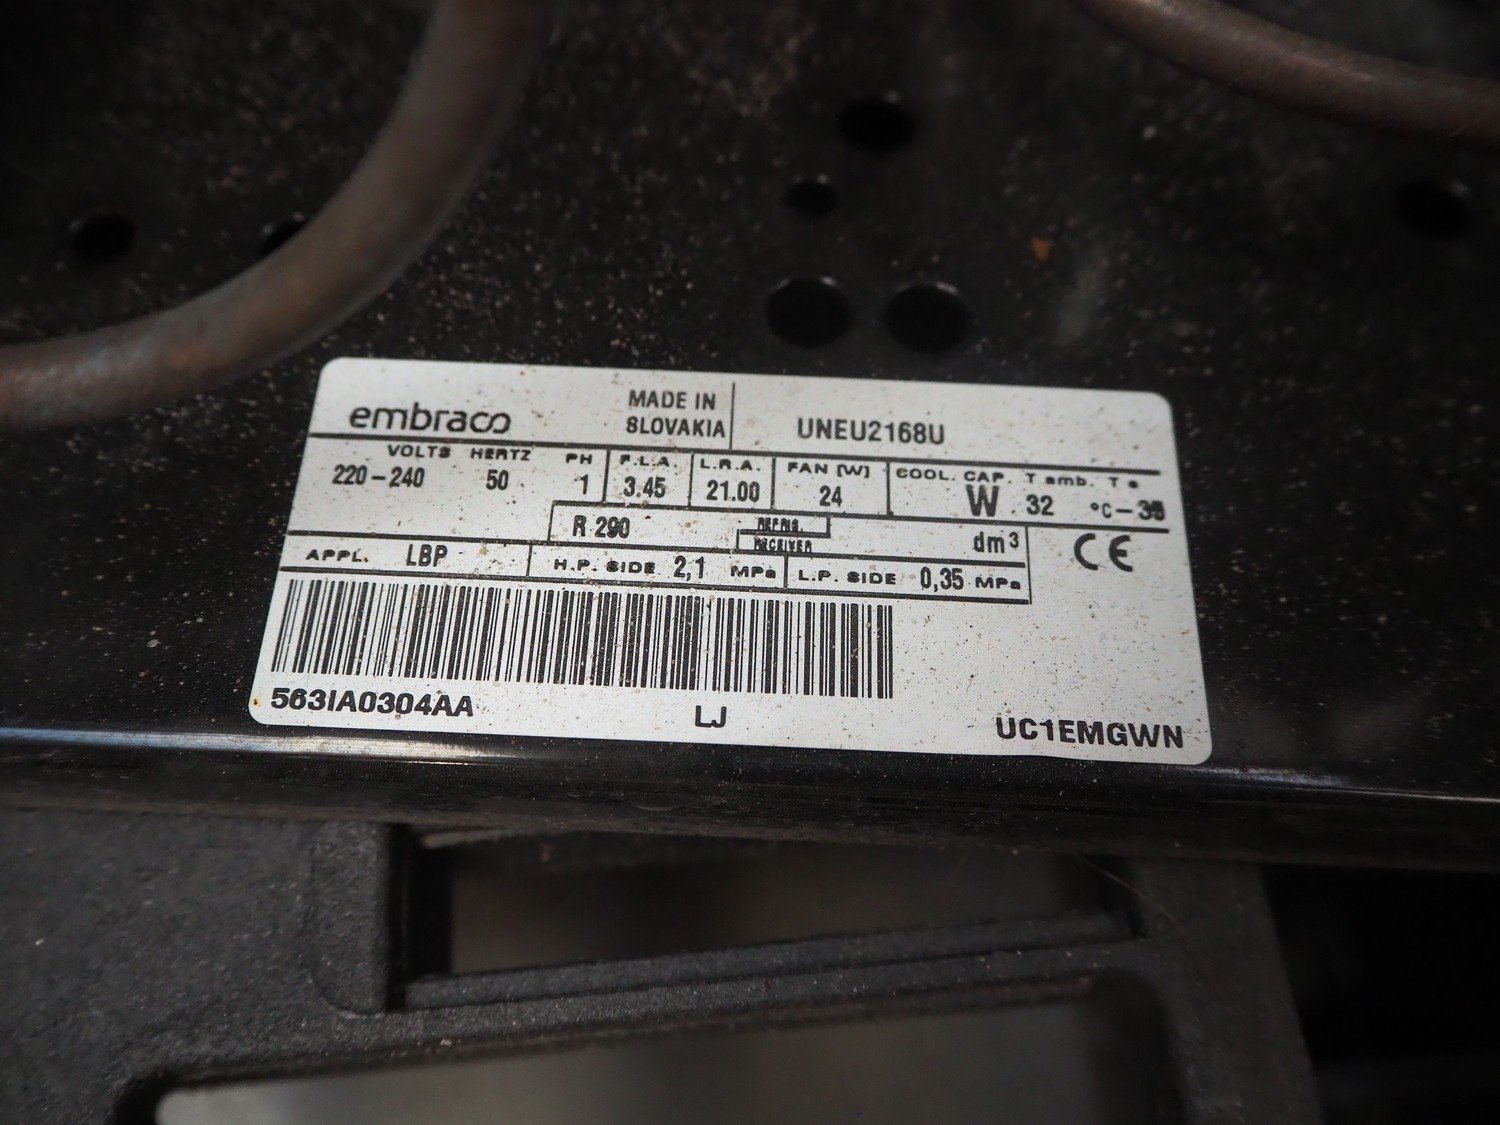 embraco
MADE IN
SLOVAKIA
UNEU2168U
VOLTS HERTZ PH F.L.A. L.R.A. FAN [W] COOL. CAP. T amb. T e
220-240 50 1 3.45 21.00 24 W 32 °C -35
R 290 REFRIG. RECEIVER dm³ CE
APPL. LBP H.P. SIDE 2,1 MPa L.P. SIDE 0,35 MPa
563IA0304AA
UC1EMGWN